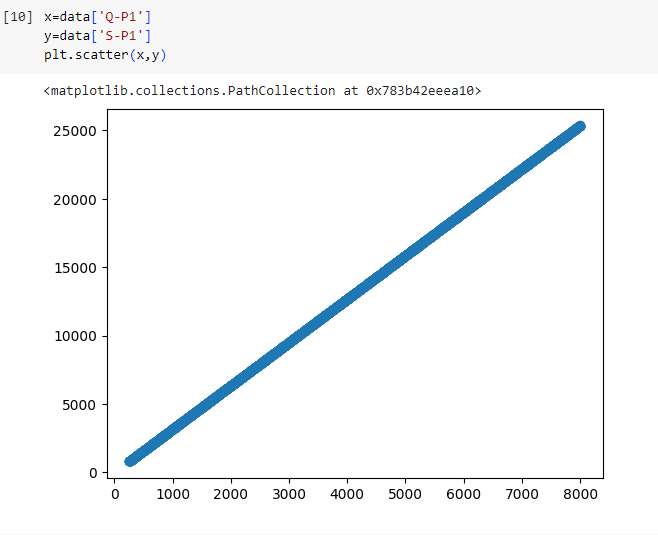 [10] x=data['Q-P1']
y=data['S-P1']
plt.scatter(x,y)
<matplotlib.collections.PathCollection at 0x783b42eeea10>
25000
20000
15000
10000
5000
0
0 1000 2000 3000 4000 5000 6000 7000 8000